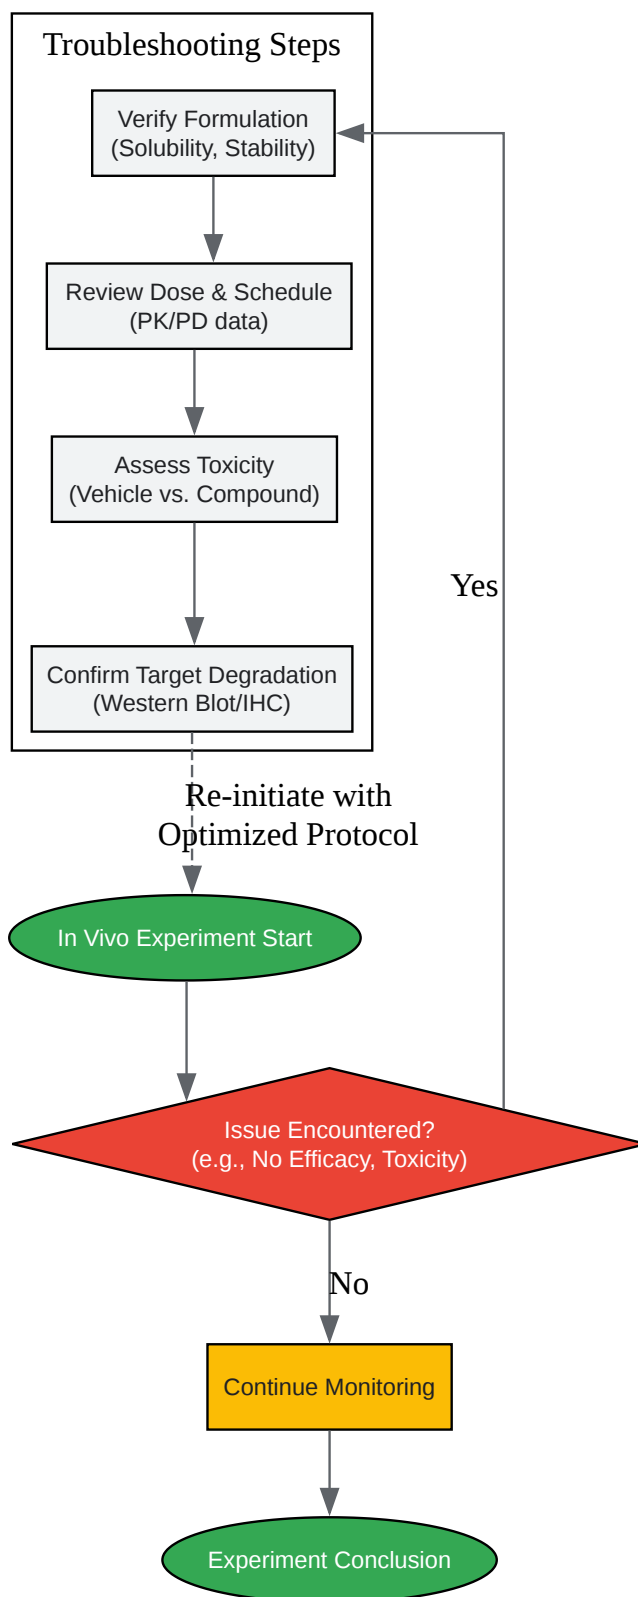 Troubleshooting Steps
Verify Formulation
(Solubility, Stability)
Review Dose & Schedule
(PK/PD data)
Assess Toxicity
(Vehicle vs. Compound)
Yes
Confirm Target Degradation
(Western Blot/IHC)
Re-initiate with
Optimized Protocol
In Vivo Experiment Start
Issue Encountered?
(e.g., No Efficacy, Toxicity)
No
Continue Monitoring
Experiment Conclusion